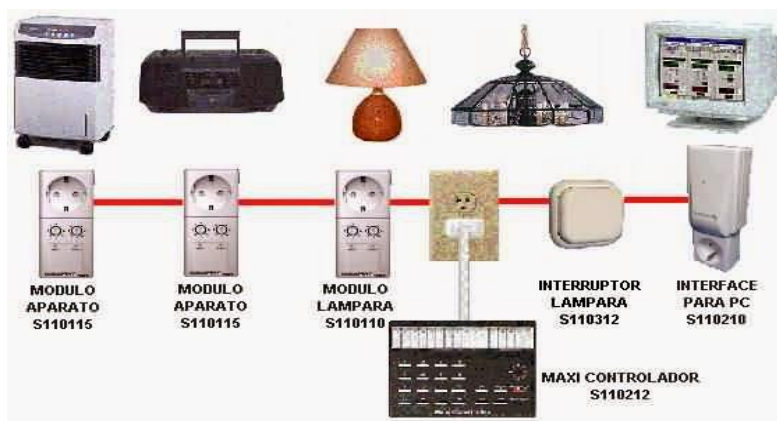 MODULO
APARATO
S110115
MODULO
APARATO
S110115
MODULO
LAMPARA
S110110
INTERRUPTOR
LAMPARA
S110312
INTERFACE
PARA PC
S110210
MAXI CONTROLADOR
S110212